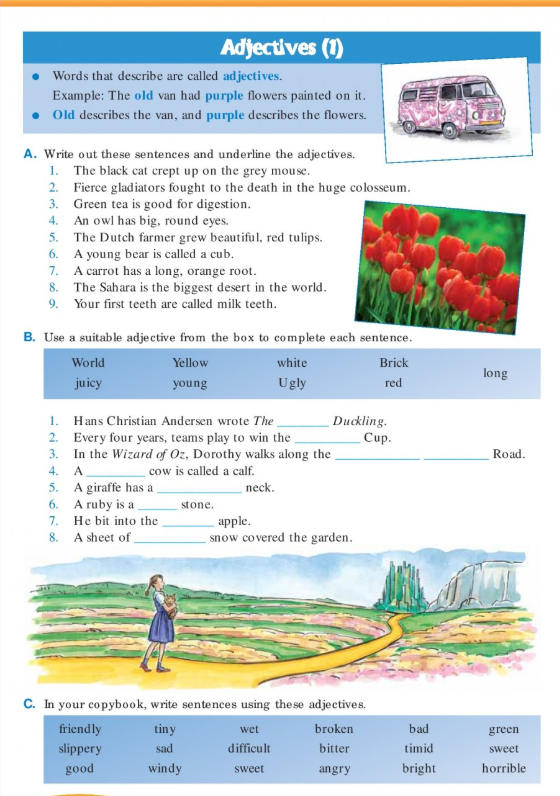 Adjectives (1)
● Words that describe are called adjectives.
Example: The old van had purple flowers painted on it.
● Old describes the van, and purple describes the flowers.
A. Write out these sentences and underline the adjectives.
1. The black cat crept up on the grey mouse.
2. Fierce gladiators fought to the death in the huge colosseum.
3. Green tea is good for digestion.
4. An owl has big, round eyes.
5. The Dutch farmer grew beautiful, red tulips.
6. A young bear is called a cub.
7. A carrot has a long, orange root.
8. The Sahara is the biggest desert in the world.
9. Your first teeth are called milk teeth.
B. Use a suitable adjective from the box to complete each sentence.
World Yellow white Brick
long
juicy young Ugly red
1. Hans Christian Andersen wrote The ________ Duckling.
2. Every four years, teams play to win the __________ Cup.
3. In the Wizard of Oz, Dorothy walks along the _____________ __________ Road.
4. A _________ cow is called a calf.
5. A giraffe has a _____________ neck.
6. A ruby is a ______ stone.
7. He bit into the ________ apple.
8. A sheet of ___________ snow covered the garden.
C. In your copybook, write sentences using these adjectives.
friendly tiny wet broken bad green
slippery sad difficult bitter timid sweet
good windy sweet angry bright horrible